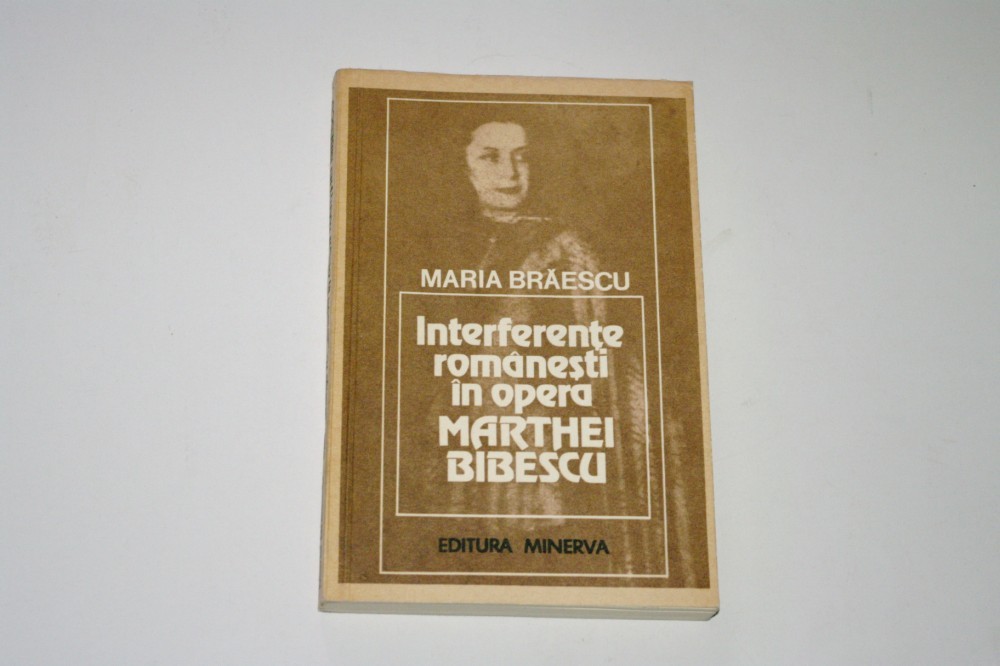 MARIA BRĂESCU
Interferențe
românești
în opera
MARTHEI
BIBESCU
EDITURA MINERVA